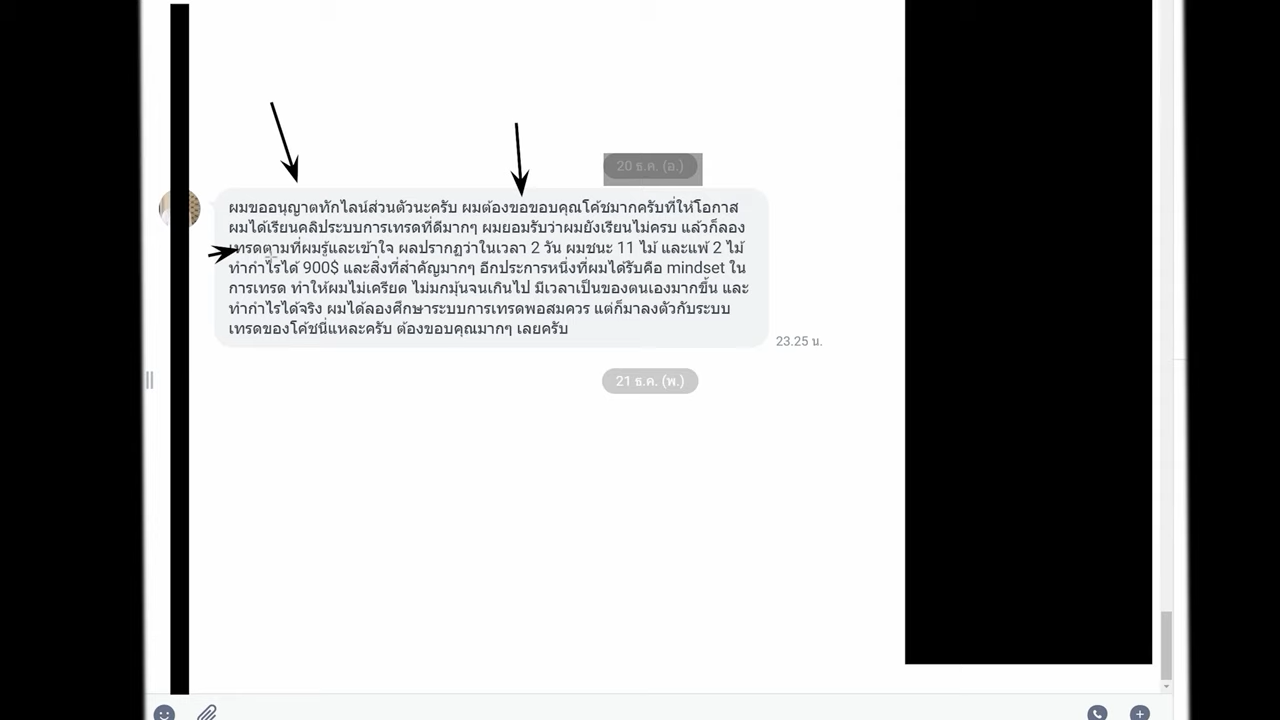 20 ธ.ค. (อ.)
ผมขออนุญาตทักไลน์ส่วนตัวนะครับ ผมต้องขอขอบคุณโค้ชมากครับที่ให้โอกาส
ผมได้เรียนคลิประบบการเทรดที่ดีมากๆ ผมยอมรับว่าผมยังเรียนไม่ครบ แล้วก็ลอง
เทรดตามที่ผมรู้และเข้าใจ ผลปรากฏว่าในเวลา 2 วัน ผมชนะ 11 ไม้ และแพ้ 2 ไม้
ทำกำไรได้ 900$ และสิ่งที่สำคัญมากๆ อีกประการหนึ่งที่ผมได้รับคือ mindset ใน
การเทรด ทำให้ผมไม่เครียด ไม่มกมุ้นจนเกินไป มีเวลาเป็นของตนเองมากขึ้น และ
ทำกำไรได้จริง ผมได้ลองศึกษาระบบการเทรดพอสมควร แต่ก็มาลงตัวกับระบบ
เทรดของโค้ชนี่แหละครับ ต้องขอบคุณมากๆ เลยครับ
23.25 น.
21 ธ.ค. (พ.)